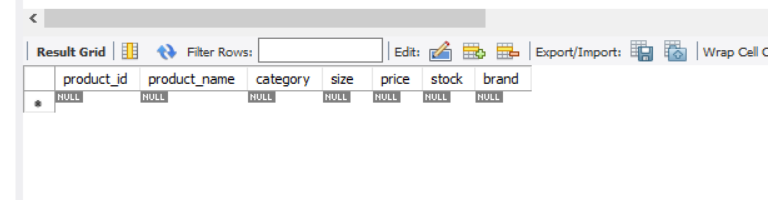 Result Grid Filter Rows: Edit: Export/Import: Wrap Cell C
product_id product_name category size price stock brand
NULL NULL NULL NULL NULL NULL NULL